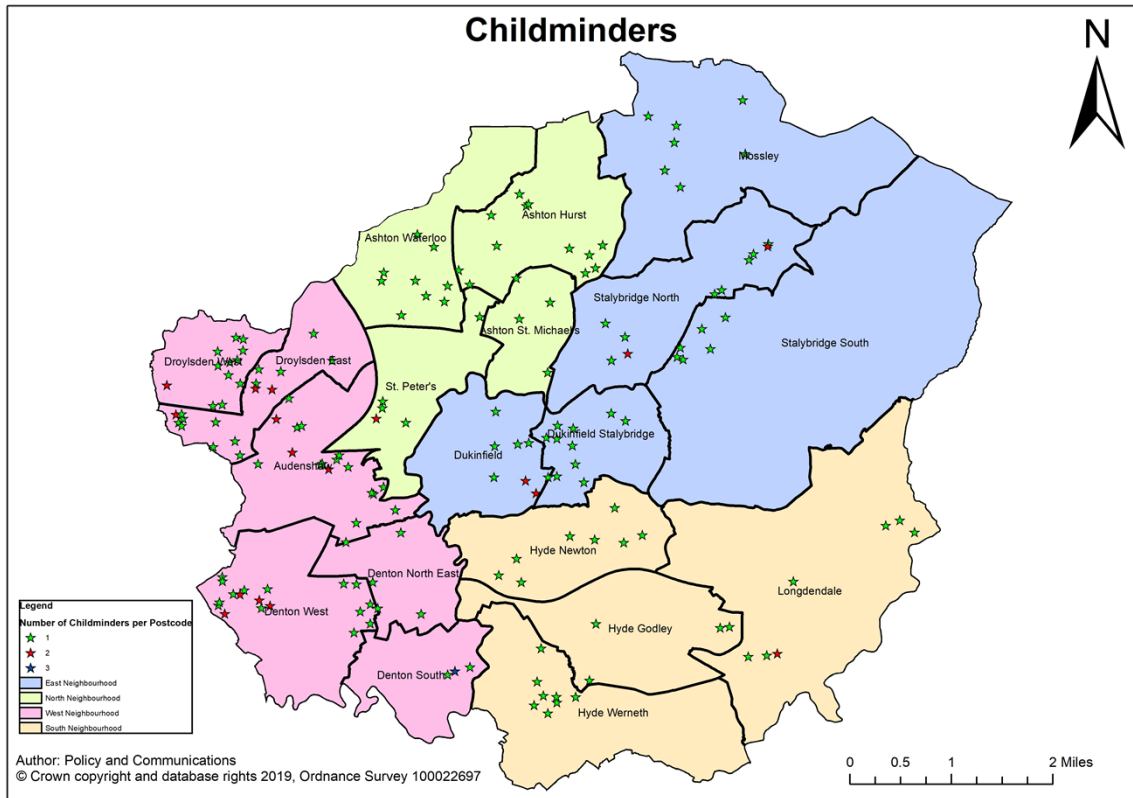 Childminders
N
Mossley
Ashton Hurst
Ashton Waterloo
Stalybridge North
Ashton St. Michaels
Stalybridge South
Droylsden West
Droylsden East
St. Peter's
Dukinfield Stalybridge
Dukinfield
Audenshaw
Hyde Newton
Denton North East
Longdendale
Denton West
Hyde Godley
Denton South
Hyde Werneth
Legend
Number of Childminders per Postcode
1
2
3
East Neighbourhood
North Neighbourhood
West Neighbourhood
South Neighbourhood
Author: Policy and Communications
© Crown copyright and database rights 2019, Ordnance Survey 100022697
0 0.5 1 2 Miles